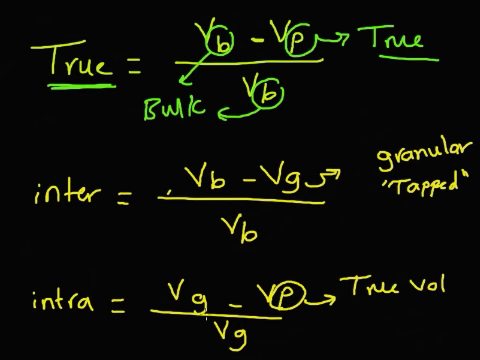 True = (Vb - Vp) / Vb → True
Bulk
inter = (Vb - Vg) / Vb → granular "Tapped"
intra = (Vg - Vp) / Vg → True vol